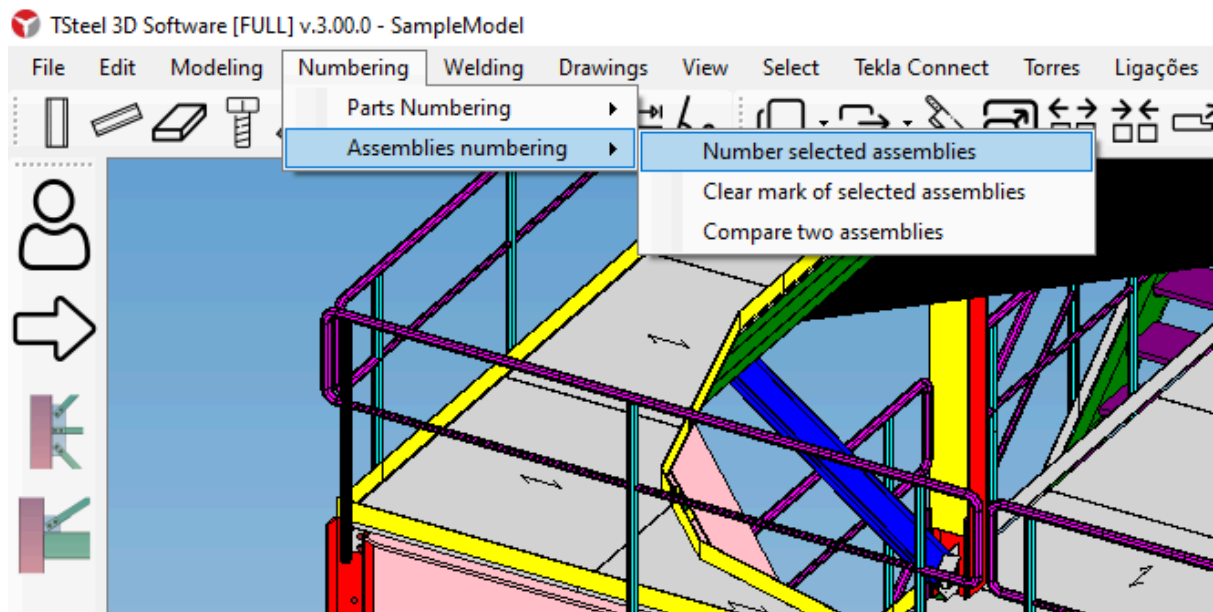 TSteel 3D Software [FULL] v.3.00.0 - SampleModel
File Edit Modeling Numbering Welding Drawings View Select Tekla Connect Torres Ligações
Parts Numbering
Assemblies numbering
Number selected assemblies
Clear mark of selected assemblies
Compare two assemblies